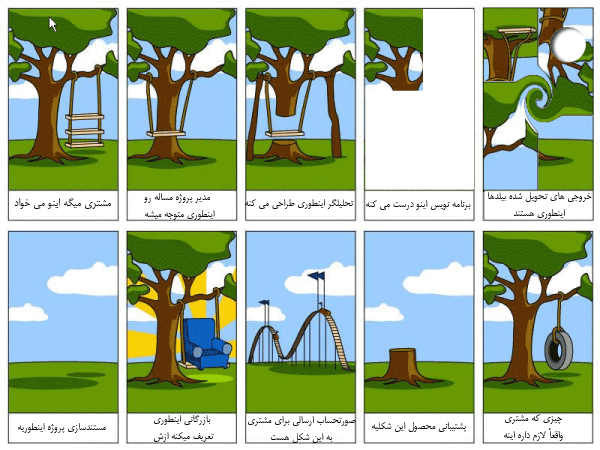 مشتری میگه اینو می خواد
مدیر پروژه مساله رو
اینطوری متوجه میشه
تحلیلگر اینطوری طراحی می کنه
برنامه نویس اینو درست می کنه
خروجی های تحویل شده بیلدها
اینطوری هستند
مستندسازی پروژه اینطوریه
بازرگانی اینطوری
تعریف میکنه ازش
صورتحساب ارسالی برای مشتری
به این شکل هست
پشتیبانی محصول این شکلیه
چیزی که مشتری
واقعاً لازم داره اینه